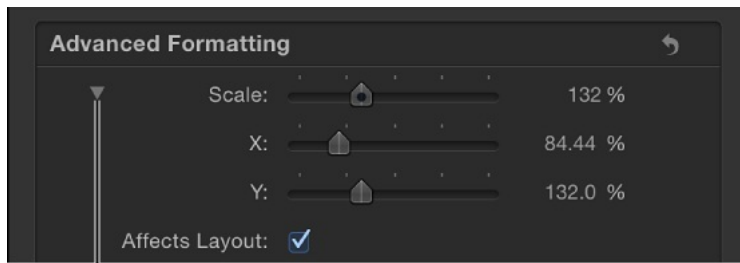 Advanced Formatting
Scale: 132 %
X: 84.44 %
Y: 132.0 %
Affects Layout: